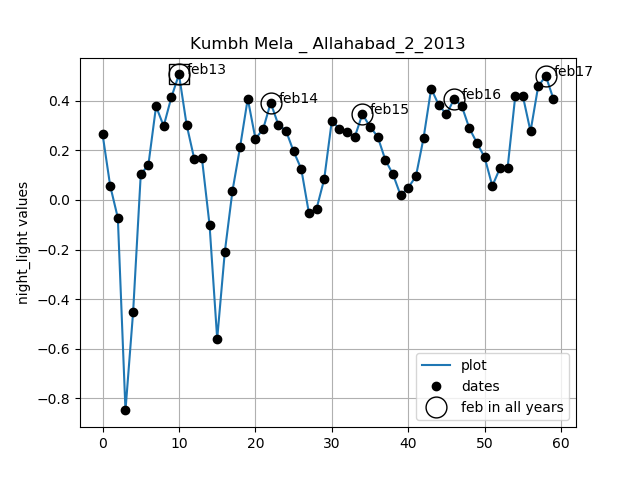 Kumbh Mela _ Allahabad_2_2013
night_light values
0.4
0.2
0.0
−0.2
−0.4
−0.6
−0.8
feb13
feb14
feb15
feb16
feb17
plot
dates
feb in all years
0 10 20 30 40 50 60